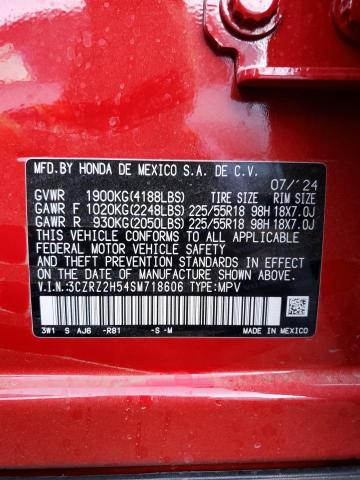 MFD.BY HONDA DE MEXICO S.A. DE C.V.
07/'24
GVWR 1900KG(4188LBS) TIRE SIZE RIM SIZE
GAWR F 1020KG(2248LBS) 225/55R18 98H 18X7.0J
GAWR R 930KG(2050LBS) 225/55R18 98H 18X7.0J
THIS VEHICLE CONFORMS TO ALL APPLICABLE
FEDERAL MOTOR VEHICLE SAFETY
AND THEFT PREVENTION STANDARDS IN EFFECT
ON THE DATE OF MANUFACTURE SHOWN ABOVE.
V.I.N.:3CZRZ2H54SM718606 TYPE:MPV
3W1 S AJ6 -R81 -S-M MADE IN MEXICO